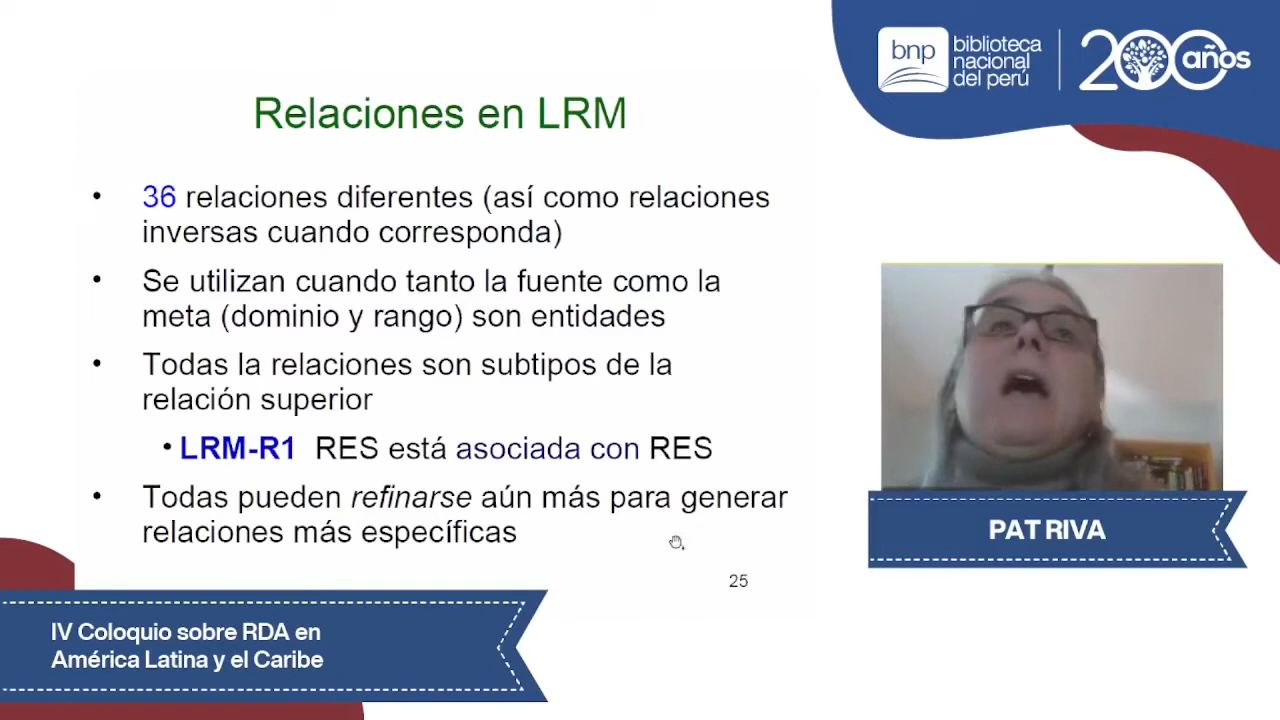 bnp
biblioteca
nacional
del perú
200 años
Relaciones en LRM
• 36 relaciones diferentes (así como relaciones
inversas cuando corresponda)
• Se utilizan cuando tanto la fuente como la
meta (dominio y rango) son entidades
• Todas la relaciones son subtipos de la
relación superior
• LRM-R1 RES está asociada con RES
• Todas pueden refinarse aún más para generar
relaciones más específicas
25
PAT RIVA
IV Coloquio sobre RDA en
América Latina y el Caribe